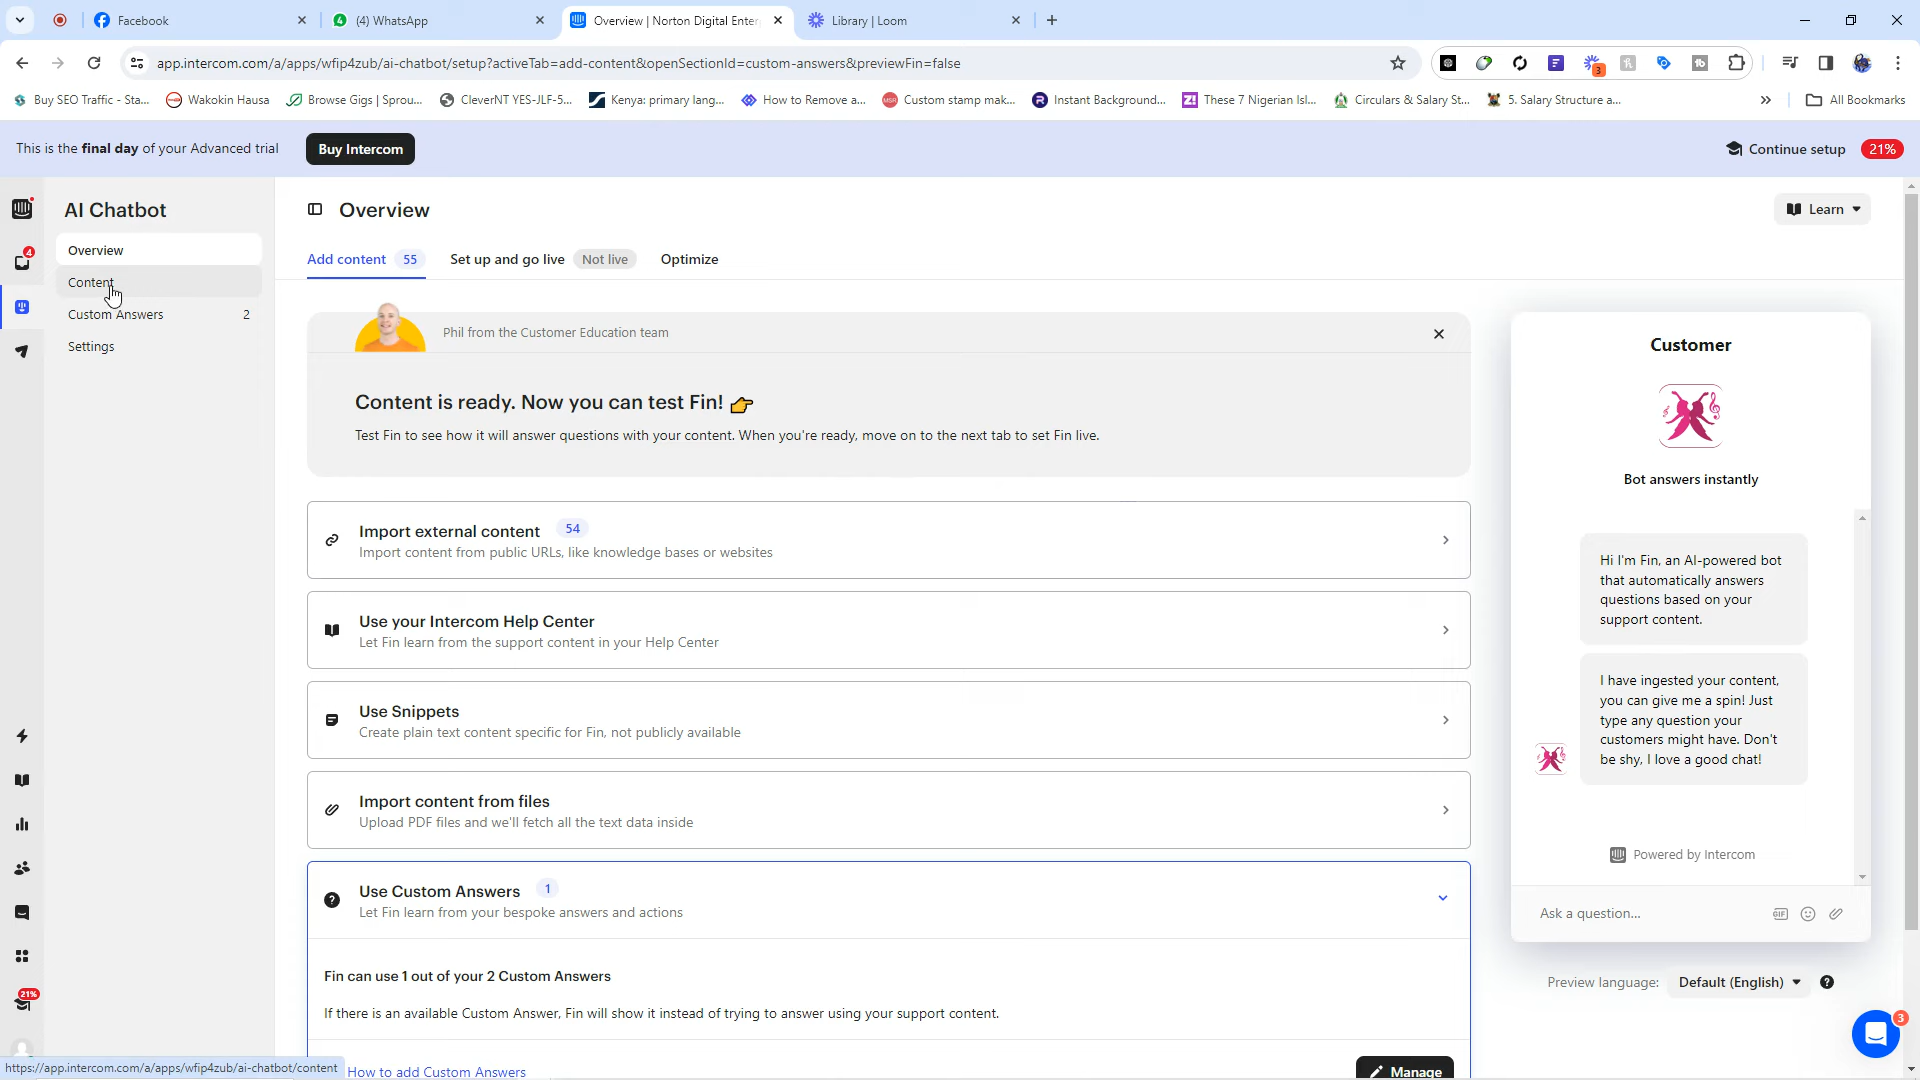 Facebook
(4) WhatsApp
Overview | Norton Digital Enter
Library | Loom
app.intercom.com/a/apps/wfip4zub/ai-chatbot/setup?activeTab=add-content&openSectionId=custom-answers&previewFin=false
3
Buy SEO Traffic - Sta...
Wakokin Hausa
Browse Gigs | Sprou...
CleverNT YES-JLF-5...
Kenya: primary lang...
How to Remove a...
Custom stamp mak...
Instant Background...
These 7 Nigerian Isl...
Circulars & Salary St...
5. Salary Structure a...
All Bookmarks
This is the final day of your Advanced trial
Buy Intercom
Continue setup
21%
AI Chatbot
Overview
Content
Custom Answers 2
Settings
4
21%
Overview
Learn
Add content 55
Set up and go live Not live
Optimize
Phil from the Customer Education team
Content is ready. Now you can test Fin! 👉
Test Fin to see how it will answer questions with your content. When you're ready, move on to the next tab to set Fin live.
Import external content 54
Import content from public URLs, like knowledge bases or websites
Use your Intercom Help Center
Let Fin learn from the support content in your Help Center
Use Snippets
Create plain text content specific for Fin, not publicly available
Import content from files
Upload PDF files and we'll fetch all the text data inside
Use Custom Answers 1
Let Fin learn from your bespoke answers and actions
Fin can use 1 out of your 2 Custom Answers
If there is an available Custom Answer, Fin will show it instead of trying to answer using your support content.
How to add Custom Answers
Manage
Customer
Bot answers instantly
Hi I'm Fin, an AI-powered bot
that automatically answers
questions based on your
support content.
I have ingested your content,
you can give me a spin! Just
type any question your
customers might have. Don't
be shy, I love a good chat!
Powered by Intercom
Ask a question...
GIF
Preview language: Default (English)
3
https://app.intercom.com/a/apps/wfip4zub/ai-chatbot/content